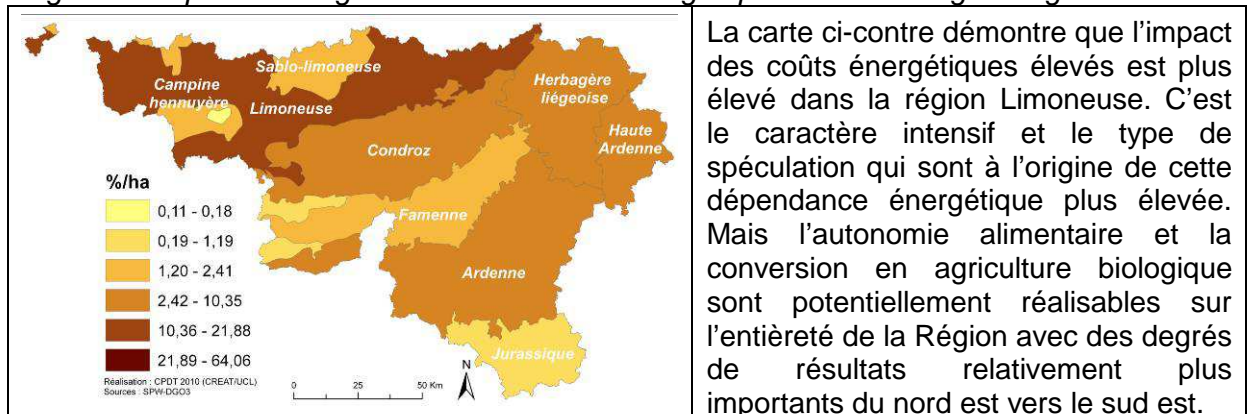 Sablo-limoneuse
Campine
hennuyère
Limoneuse
Herbagère
liégeoise
Haute
Ardenne
Condroz
Famenne
Ardenne
Jurassique
%/ha
0,11 - 0,18
0,19 - 1,19
1,20 - 2,41
2,42 - 10,35
10,36 - 21,88
21,89 - 64,06
Réalisation : CPDT 2010 (CREAT/UCL)
Sources : SPW-DGO3
0 25 50 Km
N
La carte ci-contre démontre que l’impact
des coûts énergétiques élevés est plus
élevé dans la région Limoneuse. C’est
le caractère intensif et le type de
spéculation qui sont à l’origine de cette
dépendance énergétique plus élevée.
Mais l’autonomie alimentaire et la
conversion en agriculture biologique
sont potentiellement réalisables sur
l’entièreté de la Région avec des degrés
de résultats relativement plus
importants du nord est vers le sud est.